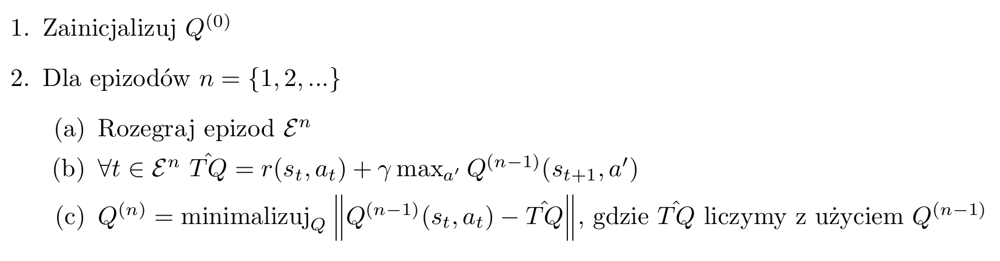 1. Zainicjalizuj $Q^{(0)}$
2. Dla epizodów $n = \{1, 2, ...\}$
(a) Rozegraj epizod $\mathcal{E}^n$
(b) $\forall t \in \mathcal{E}^n \ \hat{TQ} = r(s_t, a_t) + \gamma \max_{a'} Q^{(n-1)}(s_{t+1}, a')$
(c) $Q^{(n)} = \text{minimalizuj}_Q \left\| Q^{(n-1)}(s_t, a_t) - \hat{TQ} \right\|$, gdzie $\hat{TQ}$ liczymy z użyciem $Q^{(n-1)}$